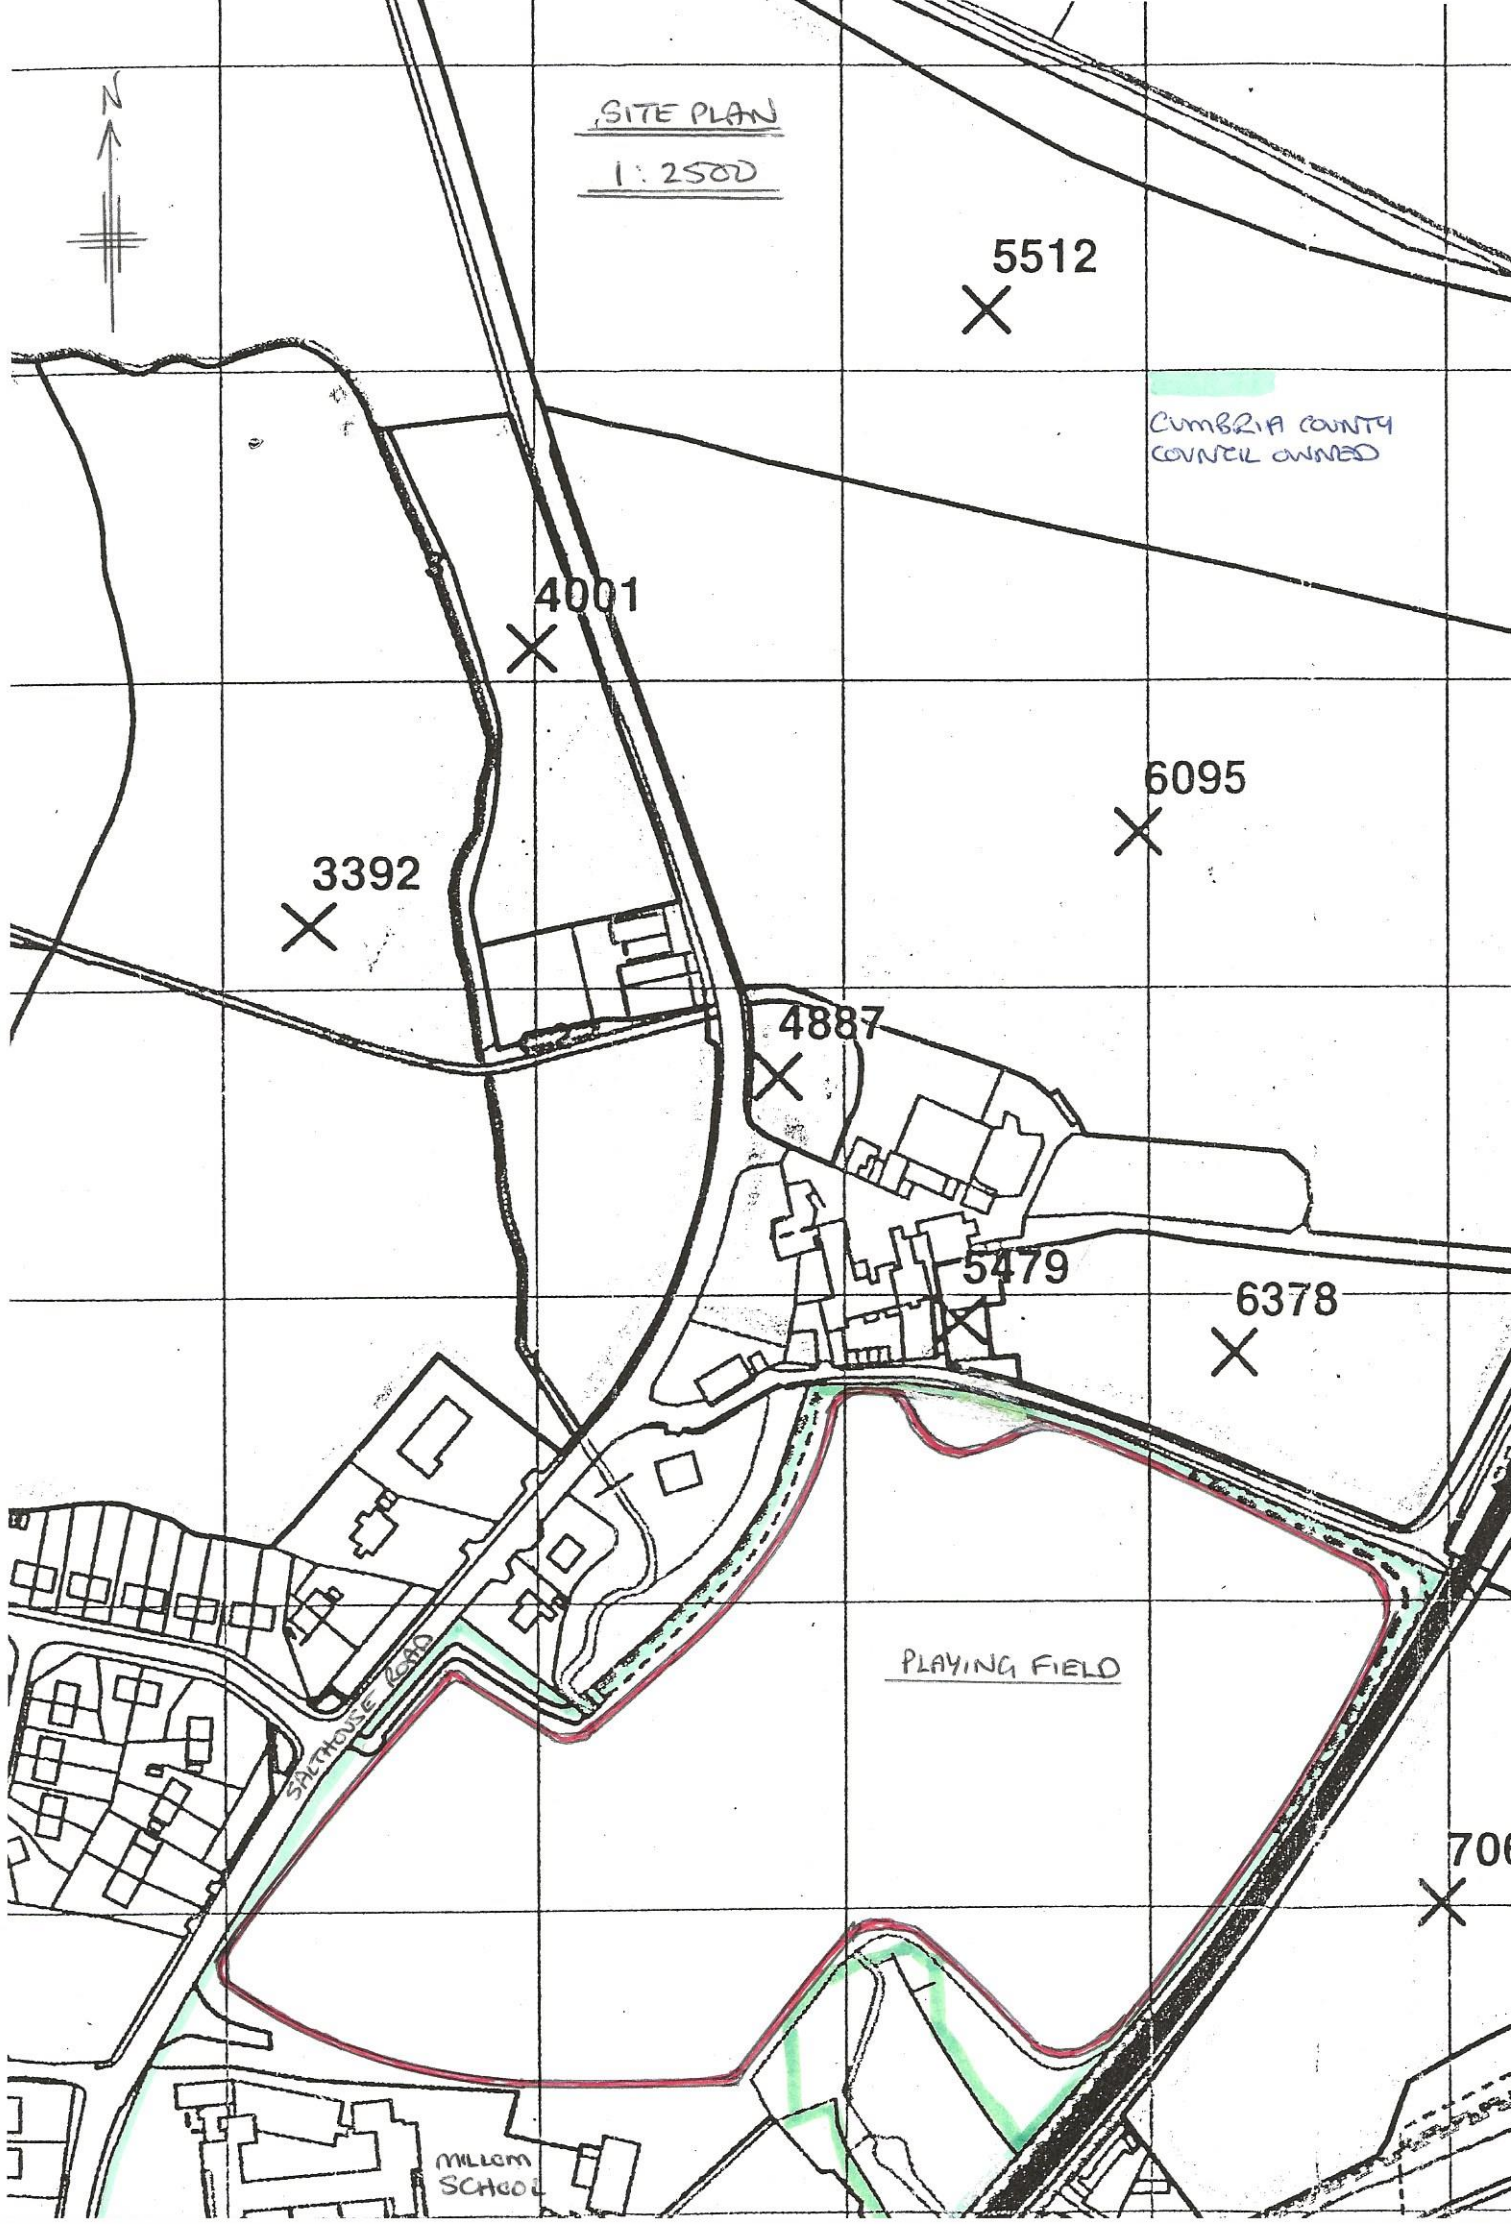 N
SITE PLAN
1:2500
5512
CUMBRIA COUNTY
COUNCIL OWNED
4001
6095
3392
4887
5479
6378
SALTHOUSE ROAD
PLAYING FIELD
706
MILLOM
SCHOOL